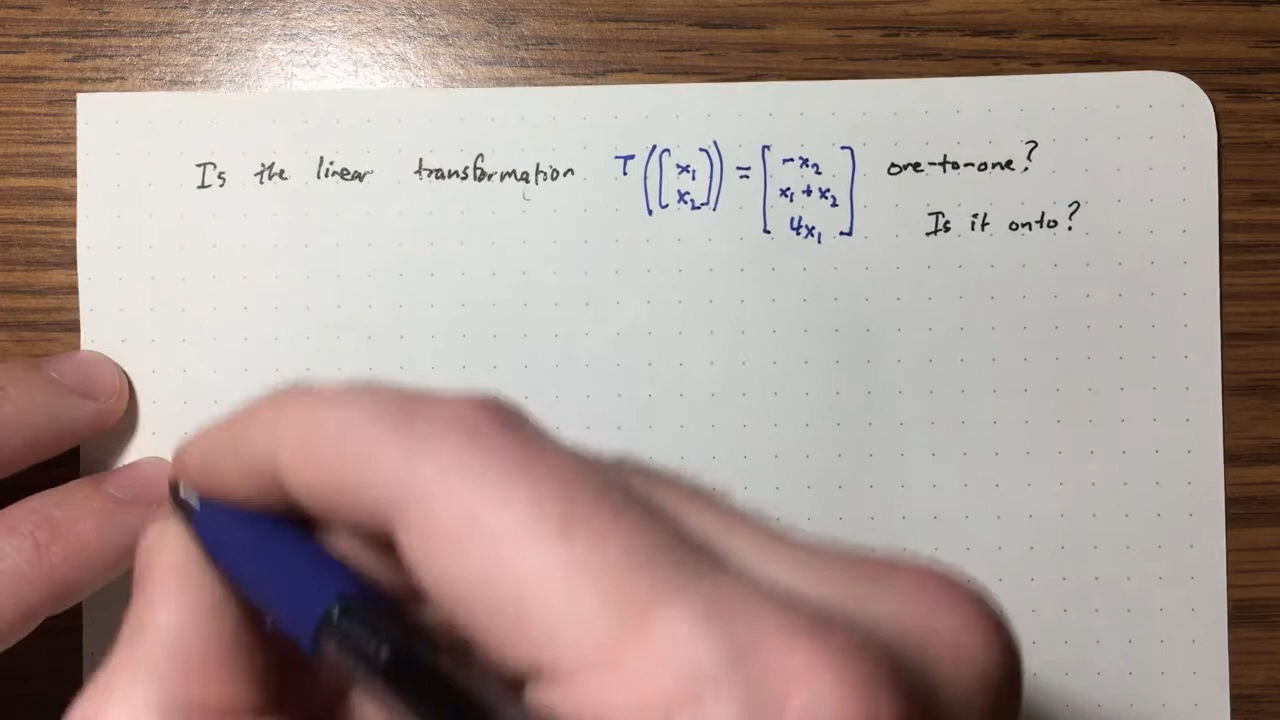 Is the linear transformation T([x₁ x₂]) = [-x₂ x₁ + x₂ 4x₁] one-to-one?
Is it onto?